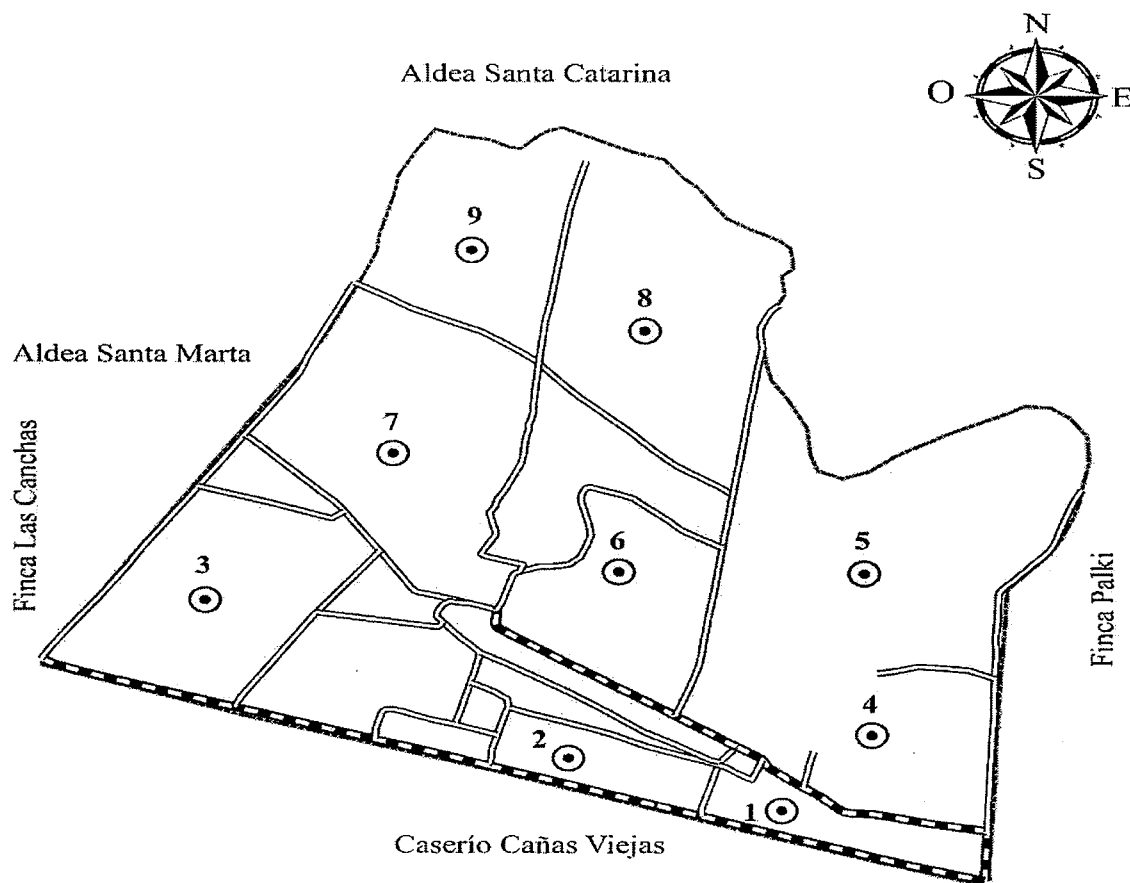 N
Aldea Santa Catarina
O
E
S
9
8
Aldea Santa Marta
7
Finca Las Canchas
3
6
5
Finca Palki
4
2
1
Caserío Cañas Viejas